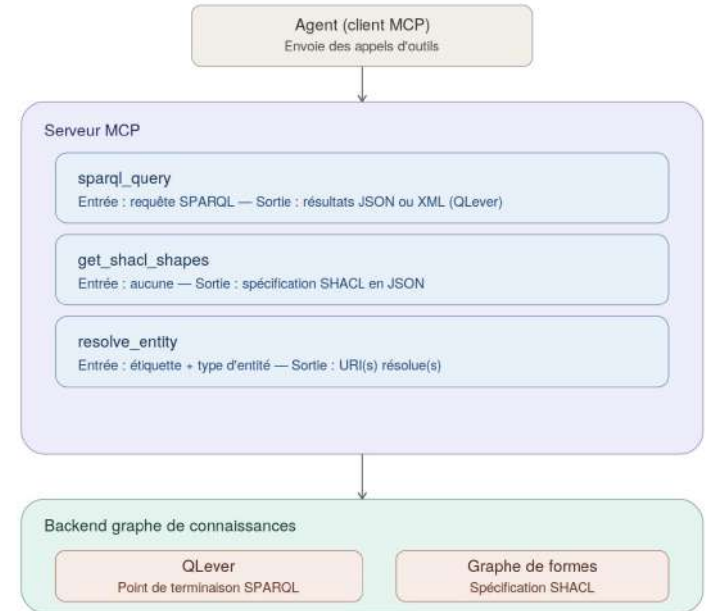 Agent (client MCP)
Envoie des appels d'outils
Serveur MCP
sparql_query
Entrée : requête SPARQL — Sortie : résultats JSON ou XML (QLever)
get_shacl_shapes
Entrée : aucune — Sortie : spécification SHACL en JSON
resolve_entity
Entrée : étiquette + type d'entité — Sortie : URI(s) résolue(s)
Backend graphe de connaissances
QLever
Point de terminaison SPARQL
Graphe de formes
Spécification SHACL